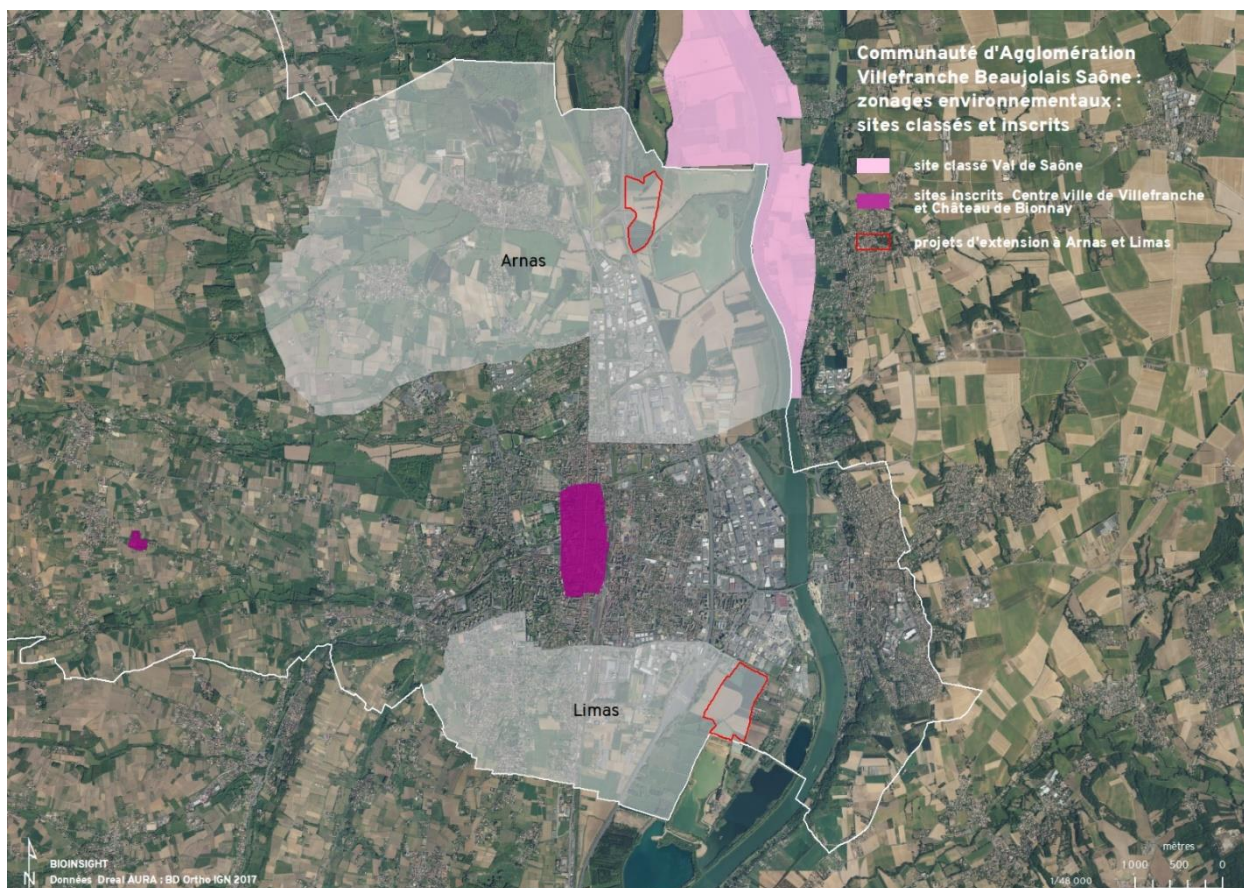 Communauté d'Agglomération
Villefranche Beaujolais Saône :
zonages environnementaux :
sites classés et inscrits
site classé Val de Saône
sites inscrits Centre ville de Villefranche
et Château de Bionnay
projets d'extension à Arnas et Limas
Arnas
Limas
N
BIOINSIGHT
Données Dreal AURA : BD Ortho IGN 2017
mètres
1000 500 0
1/48 000